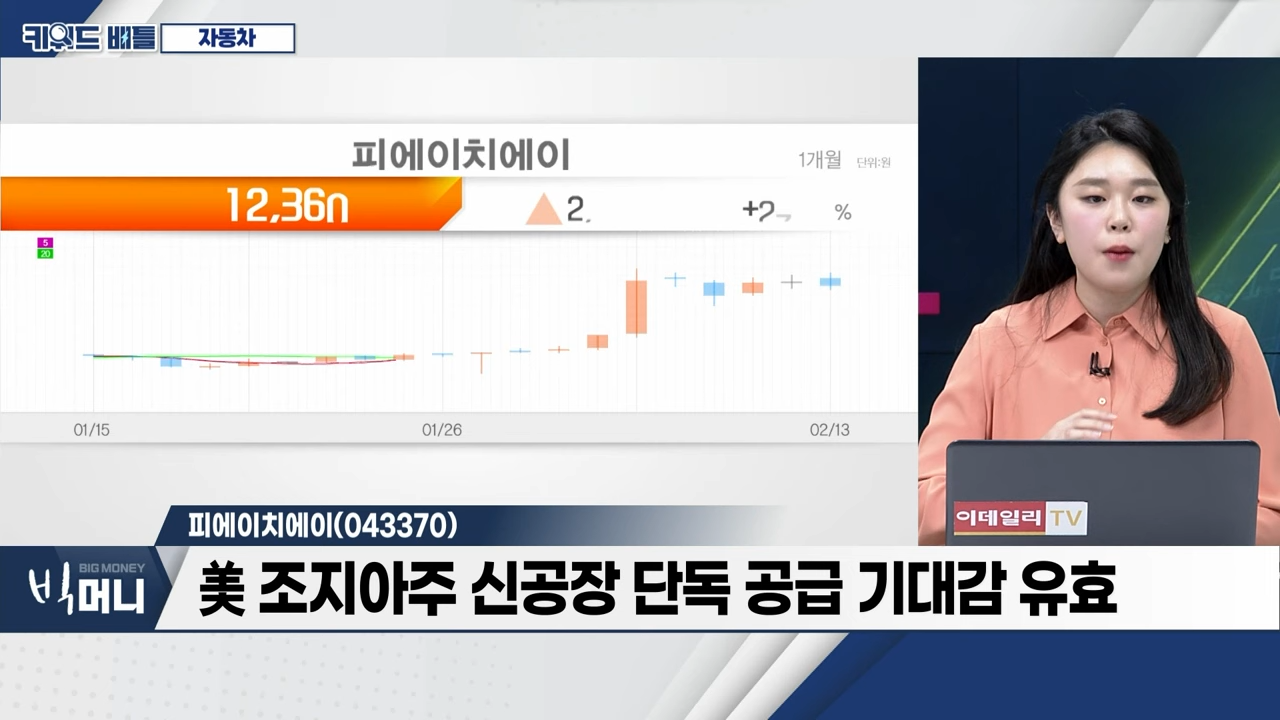 키워드 배틀
자동차
피에이치에이
1개월 단위:원
%
5
20
01/15 01/26 02/13
이데일리 TV
피에이치에이(043370)
빅머니 BIG MONEY
美 조지아주 신공장 단독 공급 기대감 유효